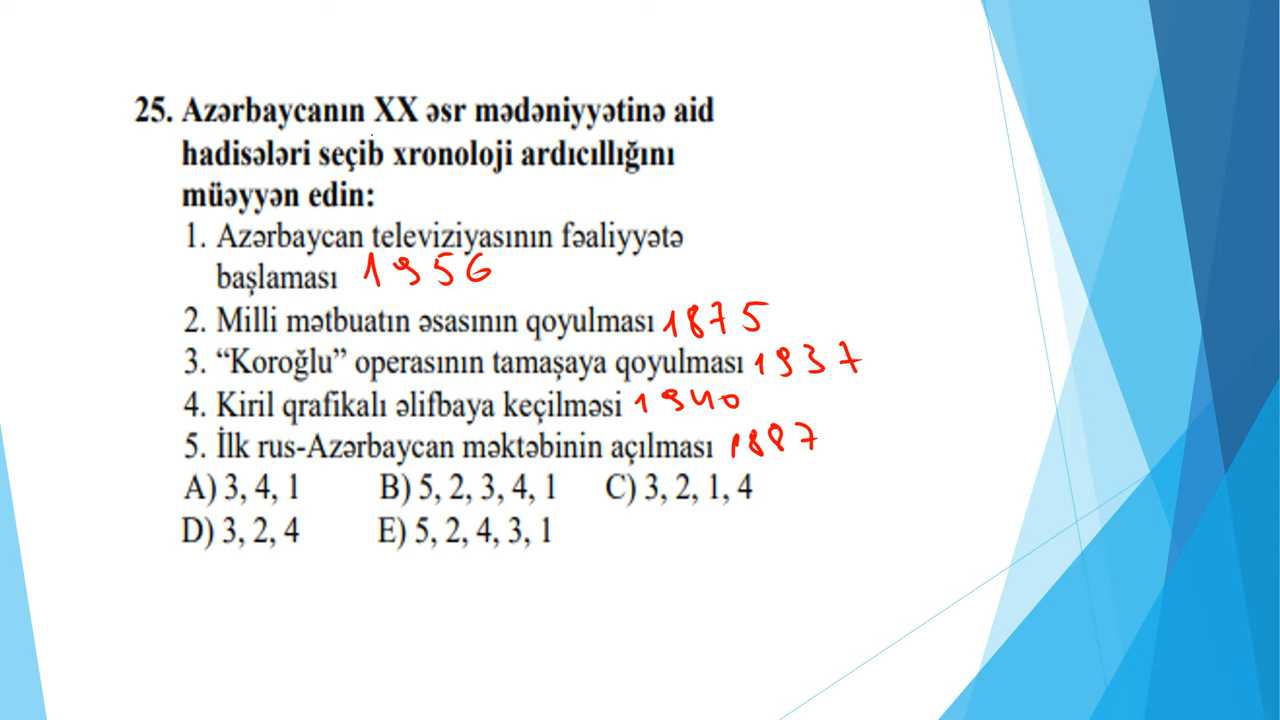 25. Azərbaycanın XX əsr mədəniyyətinə aid
hadisələri seçib xronoloji ardıcıllığını
müəyyən edin:
1. Azərbaycan televiziyasının fəaliyyətə
başlaması 1956
2. Milli mətbuatın əsasının qoyulması 1875
3. “Koroğlu” operasının tamaşaya qoyulması 1937
4. Kiril qrafikalı əlifbaya keçilməsi 1940
5. İlk rus-Azərbaycan məktəbinin açılması 1887
A) 3, 4, 1 B) 5, 2, 3, 4, 1 C) 3, 2, 1, 4
D) 3, 2, 4 E) 5, 2, 4, 3, 1